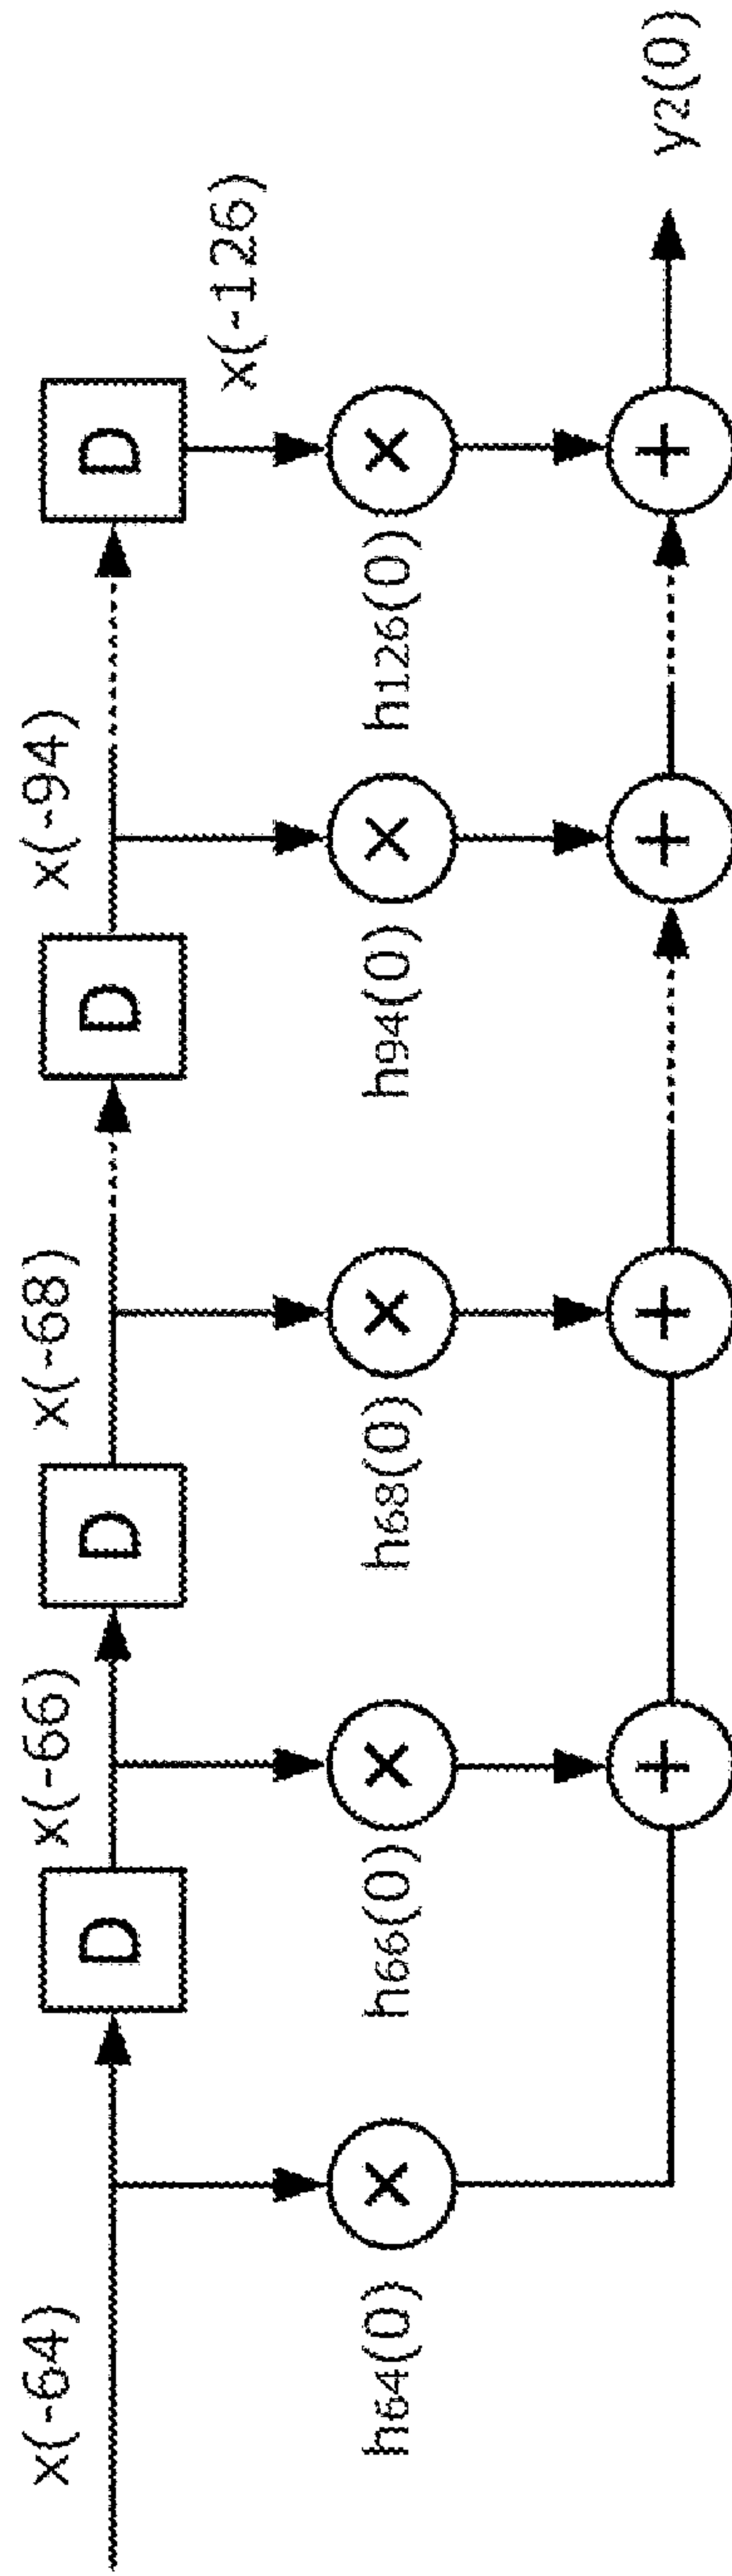 x(-64)
x(-66)
x(-68)
x(-94)
D
D
D
D
x(-126)
×
×
×
×
×
h64(0)
h66(0)
h68(0)
h94(0)
h126(0)
+
+
+
+
y2(0)